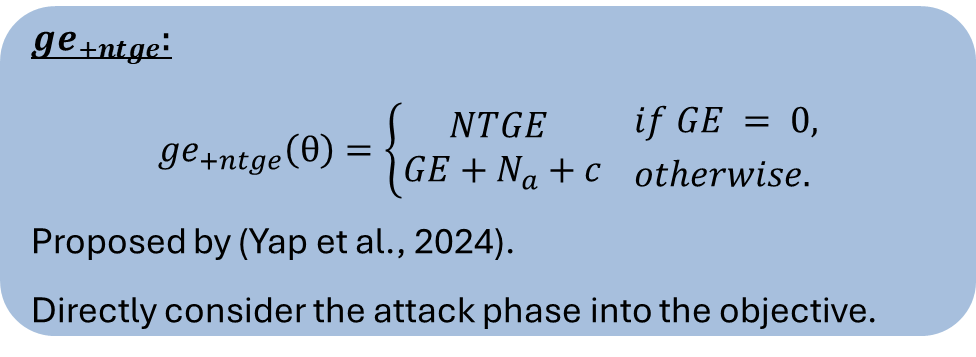 ge₊ntge:
ge₊ntge(θ) = { NTGE if GE = 0,
GE + Nₐ + c otherwise.
Proposed by (Yap et al., 2024).
Directly consider the attack phase into the objective.